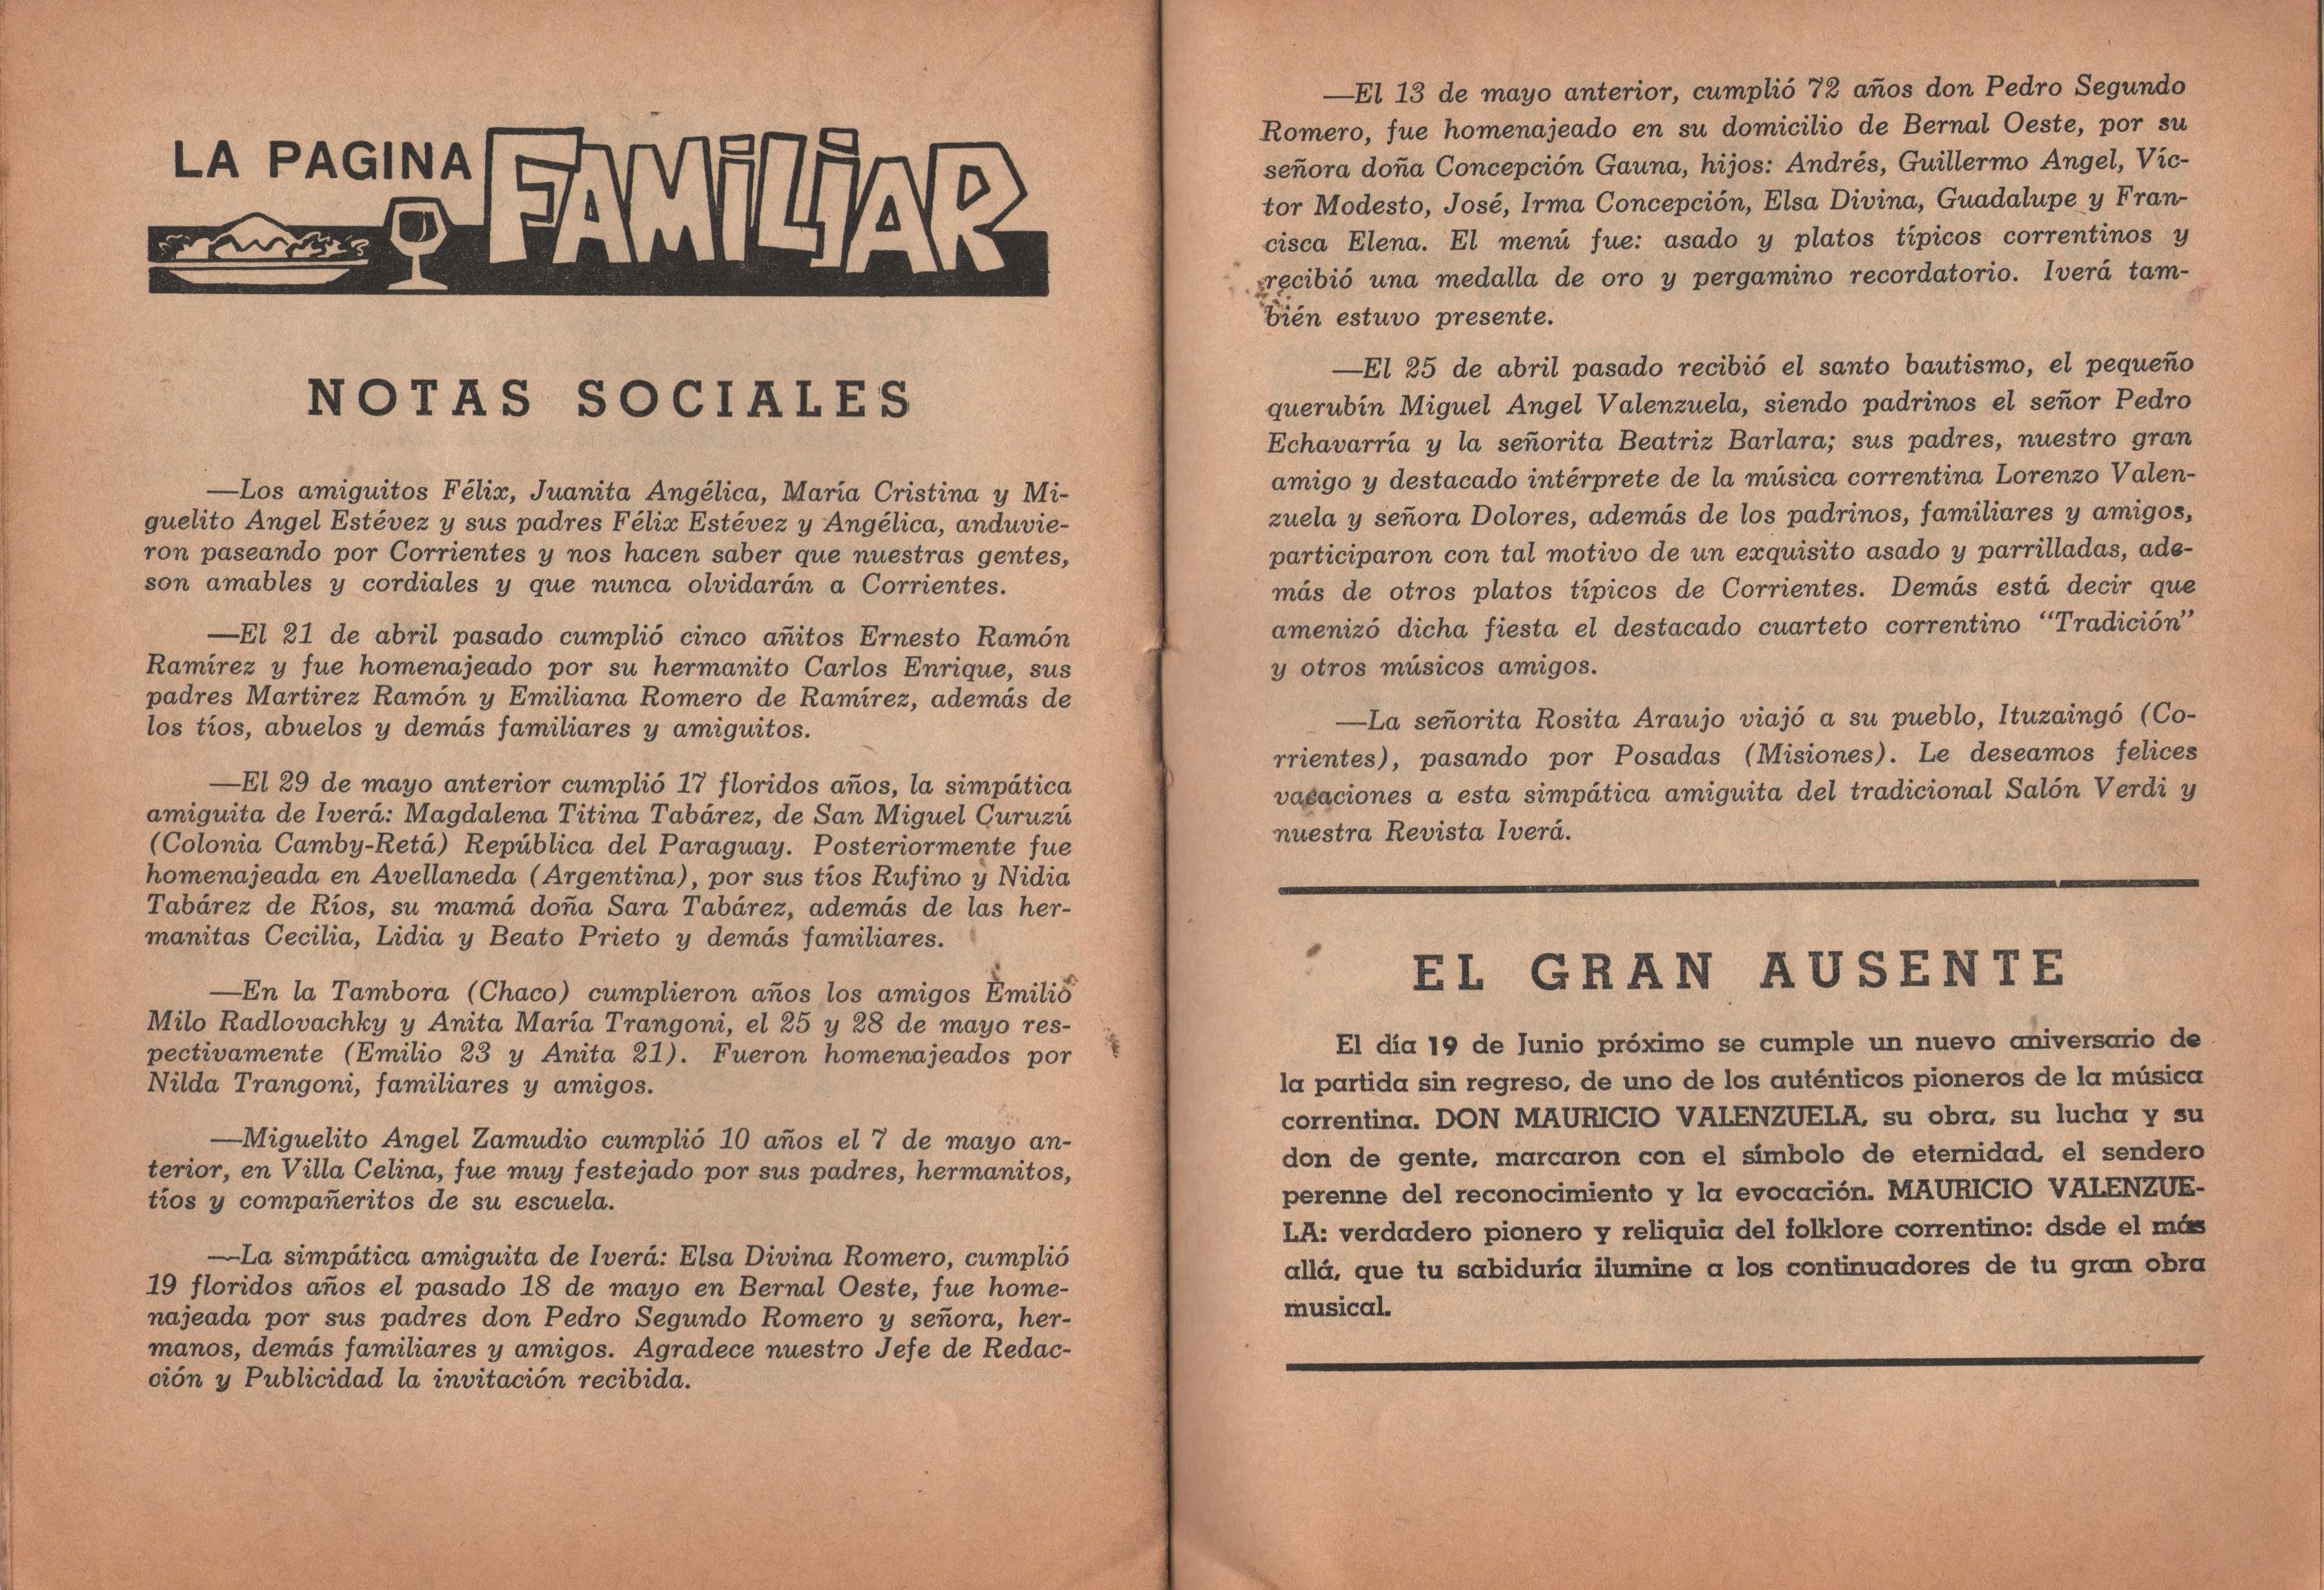 LA PAGINA FAMILIAR
NOTAS SOCIALES
—Los amiguitos Félix, Juanita Angélica, María Cristina y Mi-
guelito Angel Estévez y sus padres Félix Estévez y Angélica, anduvie-
ron paseando por Corrientes y nos hacen saber que nuestras gentes,
son amables y cordiales y que nunca olvidarán a Corrientes.
—El 21 de abril pasado cumplió cinco añitos Ernesto Ramón
Ramírez y fue homenajeado por su hermanito Carlos Enrique, sus
padres Martirez Ramón y Emiliana Romero de Ramírez, además de
los tíos, abuelos y demás familiares y amiguitos.
—El 29 de mayo anterior cumplió 17 floridos años, la simpática
amiguita de Iverá: Magdalena Titina Tabárez, de San Miguel Curuzú
(Colonia Camby-Retá) República del Paraguay. Posteriormente fue
homenajeada en Avellaneda (Argentina), por sus tíos Rufino y Nidia
Tabárez de Ríos, su mamá doña Sara Tabárez, además de las her-
manitas Cecilia, Lidia y Beato Prieto y demás familiares.
—En la Tambora (Chaco) cumplieron años los amigos Emilio
Milo Radlovachky y Anita María Trangoni, el 25 y 28 de mayo res-
pectivamente (Emilio 23 y Anita 21). Fueron homenajeados por
Nilda Trangoni, familiares y amigos.
—Miguelito Angel Zamudio cumplió 10 años el 7 de mayo an-
terior, en Villa Celina, fue muy festejado por sus padres, hermanitos,
tíos y compañeritos de su escuela.
—La simpática amiguita de Iverá: Elsa Divina Romero, cumplió
19 floridos años el pasado 18 de mayo en Bernal Oeste, fue home-
najeada por sus padres don Pedro Segundo Romero y señora, her-
manos, demás familiares y amigos. Agradece nuestro Jefe de Redac-
ción y Publicidad la invitación recibida.
—El 13 de mayo anterior, cumplió 72 años don Pedro Segundo
Romero, fue homenajeado en su domicilio de Bernal Oeste, por su
señora doña Concepción Gauna, hijos: Andrés, Guillermo Angel, Víc-
tor Modesto, José, Irma Concepción, Elsa Divina, Guadalupe y Fran-
cisca Elena. El menú fue: asado y platos típicos correntinos y
recibió una medalla de oro y pergamino recordatorio. Iverá tam-
bién estuvo presente.
—El 25 de abril pasado recibió el santo bautismo, el pequeño
querubín Miguel Angel Valenzuela, siendo padrinos el señor Pedro
Echavarría y la señorita Beatriz Barlara; sus padres, nuestro gran
amigo y destacado intérprete de la música correntina Lorenzo Valen-
zuela y señora Dolores, además de los padrinos, familiares y amigos,
participaron con tal motivo de un exquisito asado y parrilladas, ade-
más de otros platos típicos de Corrientes. Demás está decir que
amenizó dicha fiesta el destacado cuarteto correntino “Tradición”
y otros músicos amigos.
—La señorita Rosita Araujo viajó a su pueblo, Ituzaingó (Co-
rrientes), pasando por Posadas (Misiones). Le deseamos felices
vacaciones a esta simpática amiguita del tradicional Salón Verdi y
nuestra Revista Iverá.
EL GRAN AUSENTE
El día 19 de Junio próximo se cumple un nuevo aniversario de
la partida sin regreso, de uno de los auténticos pioneros de la música
correntina. DON MAURICIO VALENZUELA, su obra, su lucha y su
don de gente, marcaron con el símbolo de eternidad, el sendero
perenne del reconocimiento y la evocación. MAURICIO VALENZUE-
LA: verdadero pionero y reliquia del folklore correntino: dsde el más
allá, que tu sabiduría ilumine a los continuadores de tu gran obra
musical.